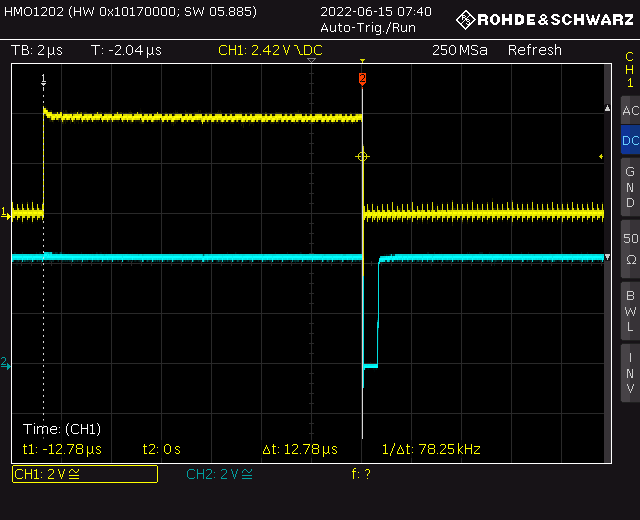 HMO1202 (HW 0x10170000; SW 05.885)
2022-06-15 07:40
Auto-Trig./Run
ROHDE&SCHWARZ
TB: 2µs T: -2.04µs CH1: 2.42V\DC 250MSa Refresh
CH1
1
2
AC
DC
GND
1
50Ω
BWL
INV
2
Time: (CH1)
t1: -12.78µs t2: 0s Δt: 12.78µs 1/Δt: 78.25kHz
CH1: 2V≅ CH2: 2V≅ f: ?